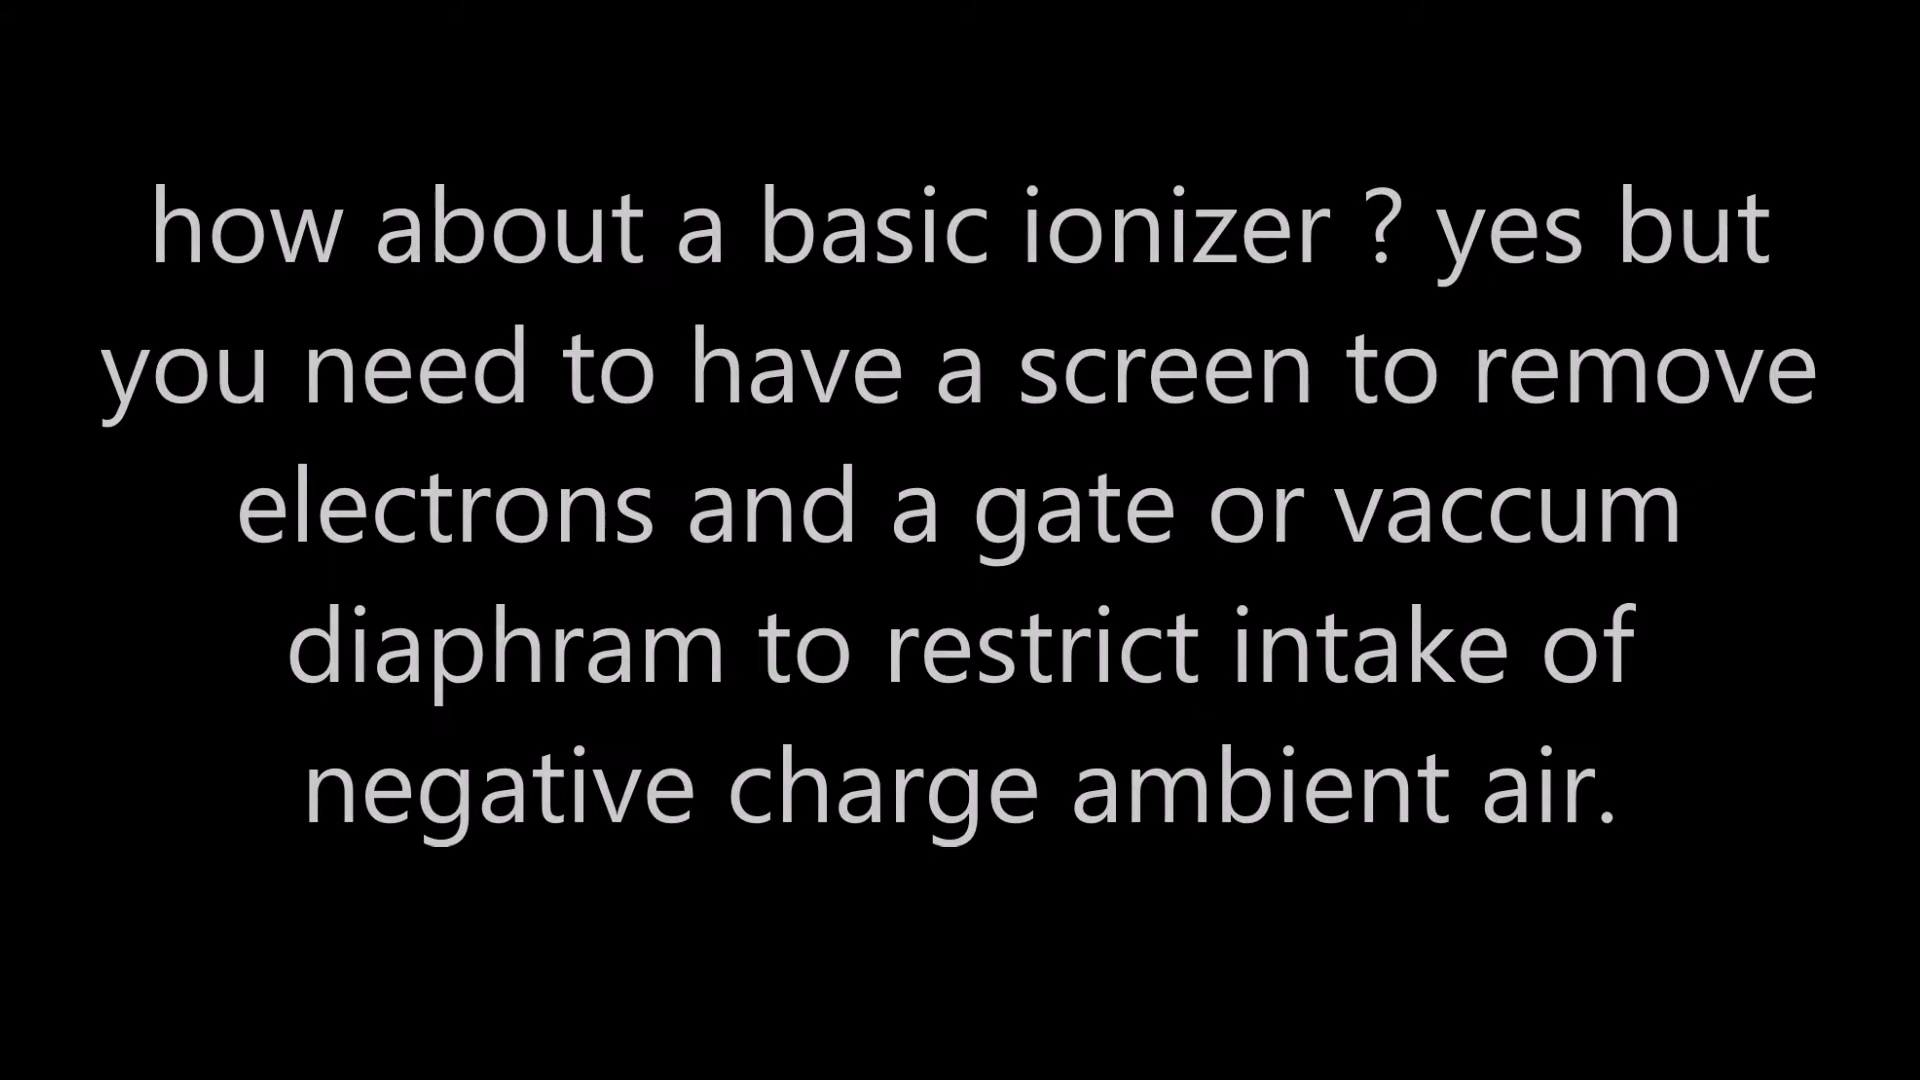 how about a basic ionizer ? yes but
you need to have a screen to remove
electrons and a gate or vaccum
diaphram to restrict intake of
negative charge ambient air.